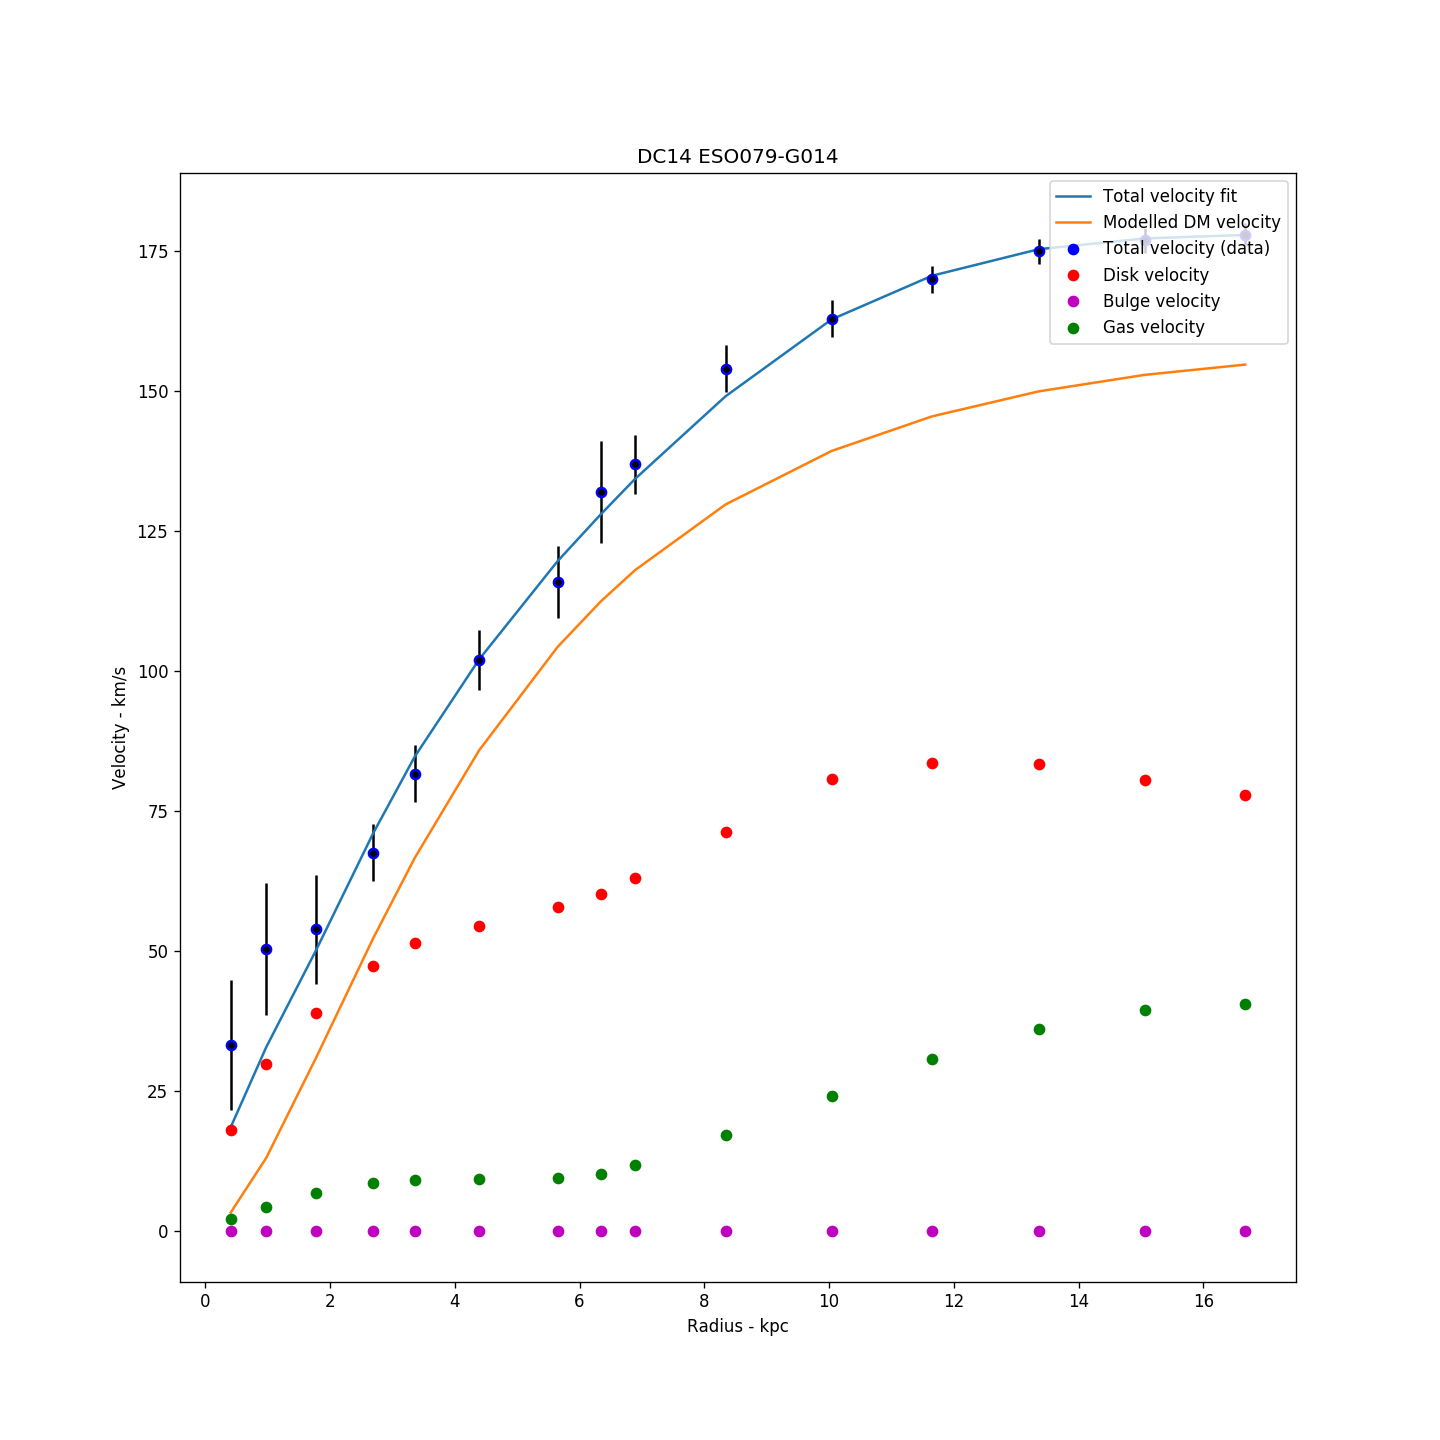 DC14 ESO079-G014
Total velocity fit
Modelled DM velocity
Total velocity (data)
Disk velocity
Bulge velocity
Gas velocity
175
150
125
100
75
50
25
0
Velocity - km/s
0 2 4 6 8 10 12 14 16
Radius - kpc